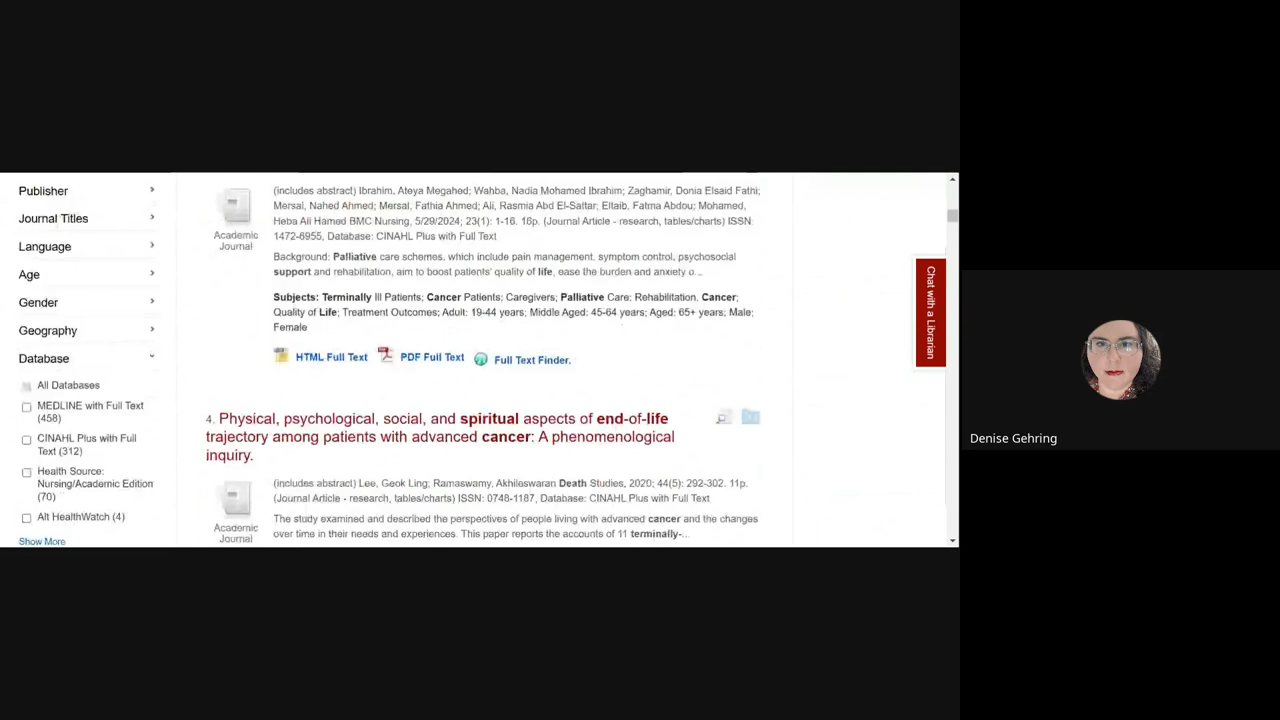 Publisher
Journal Titles
Language
Age
Gender
Geography
Database
All Databases
MEDLINE with Full Text
(458)
CINAHL Plus with Full
Text (312)
Health Source:
Nursing/Academic Edition
(70)
Alt HealthWatch (4)
Show More
Academic
Journal
(includes abstract) Ibrahim, Ateya Megahed; Wahba, Nadia Mohamed Ibrahim; Zaghamir, Donia Elsaid Fathi;
Mersal, Nahed Ahmed; Mersal, Fathia Ahmed; Ali, Rasmia Abd El-Sattar; Eltaib, Fatma Abdou; Mohamed,
Heba Ali Hamed BMC Nursing, 5/29/2024; 23(1): 1-16. 16p. (Journal Article - research, tables/charts) ISSN:
1472-6955, Database: CINAHL Plus with Full Text
Background: Palliative care schemes, which include pain management, symptom control, psychosocial
support and rehabilitation, aim to boost patients' quality of life, ease the burden and anxiety o...
Subjects: Terminally Ill Patients; Cancer Patients; Caregivers; Palliative Care; Rehabilitation, Cancer;
Quality of Life; Treatment Outcomes; Adult: 19-44 years; Middle Aged: 45-64 years; Aged: 65+ years; Male;
Female
HTML Full Text PDF Full Text Full Text Finder.
4. Physical, psychological, social, and spiritual aspects of end-of-life
trajectory among patients with advanced cancer: A phenomenological
inquiry.
Academic
Journal
(includes abstract) Lee, Geok Ling; Ramaswamy, Akhileswaran Death Studies, 2020; 44(5): 292-302. 11p.
(Journal Article - research, tables/charts) ISSN: 0748-1187, Database: CINAHL Plus with Full Text
The study examined and described the perspectives of people living with advanced cancer and the changes
over time in their needs and experiences. This paper reports the accounts of 11 terminally-...
Chat with a Librarian
Denise Gehring